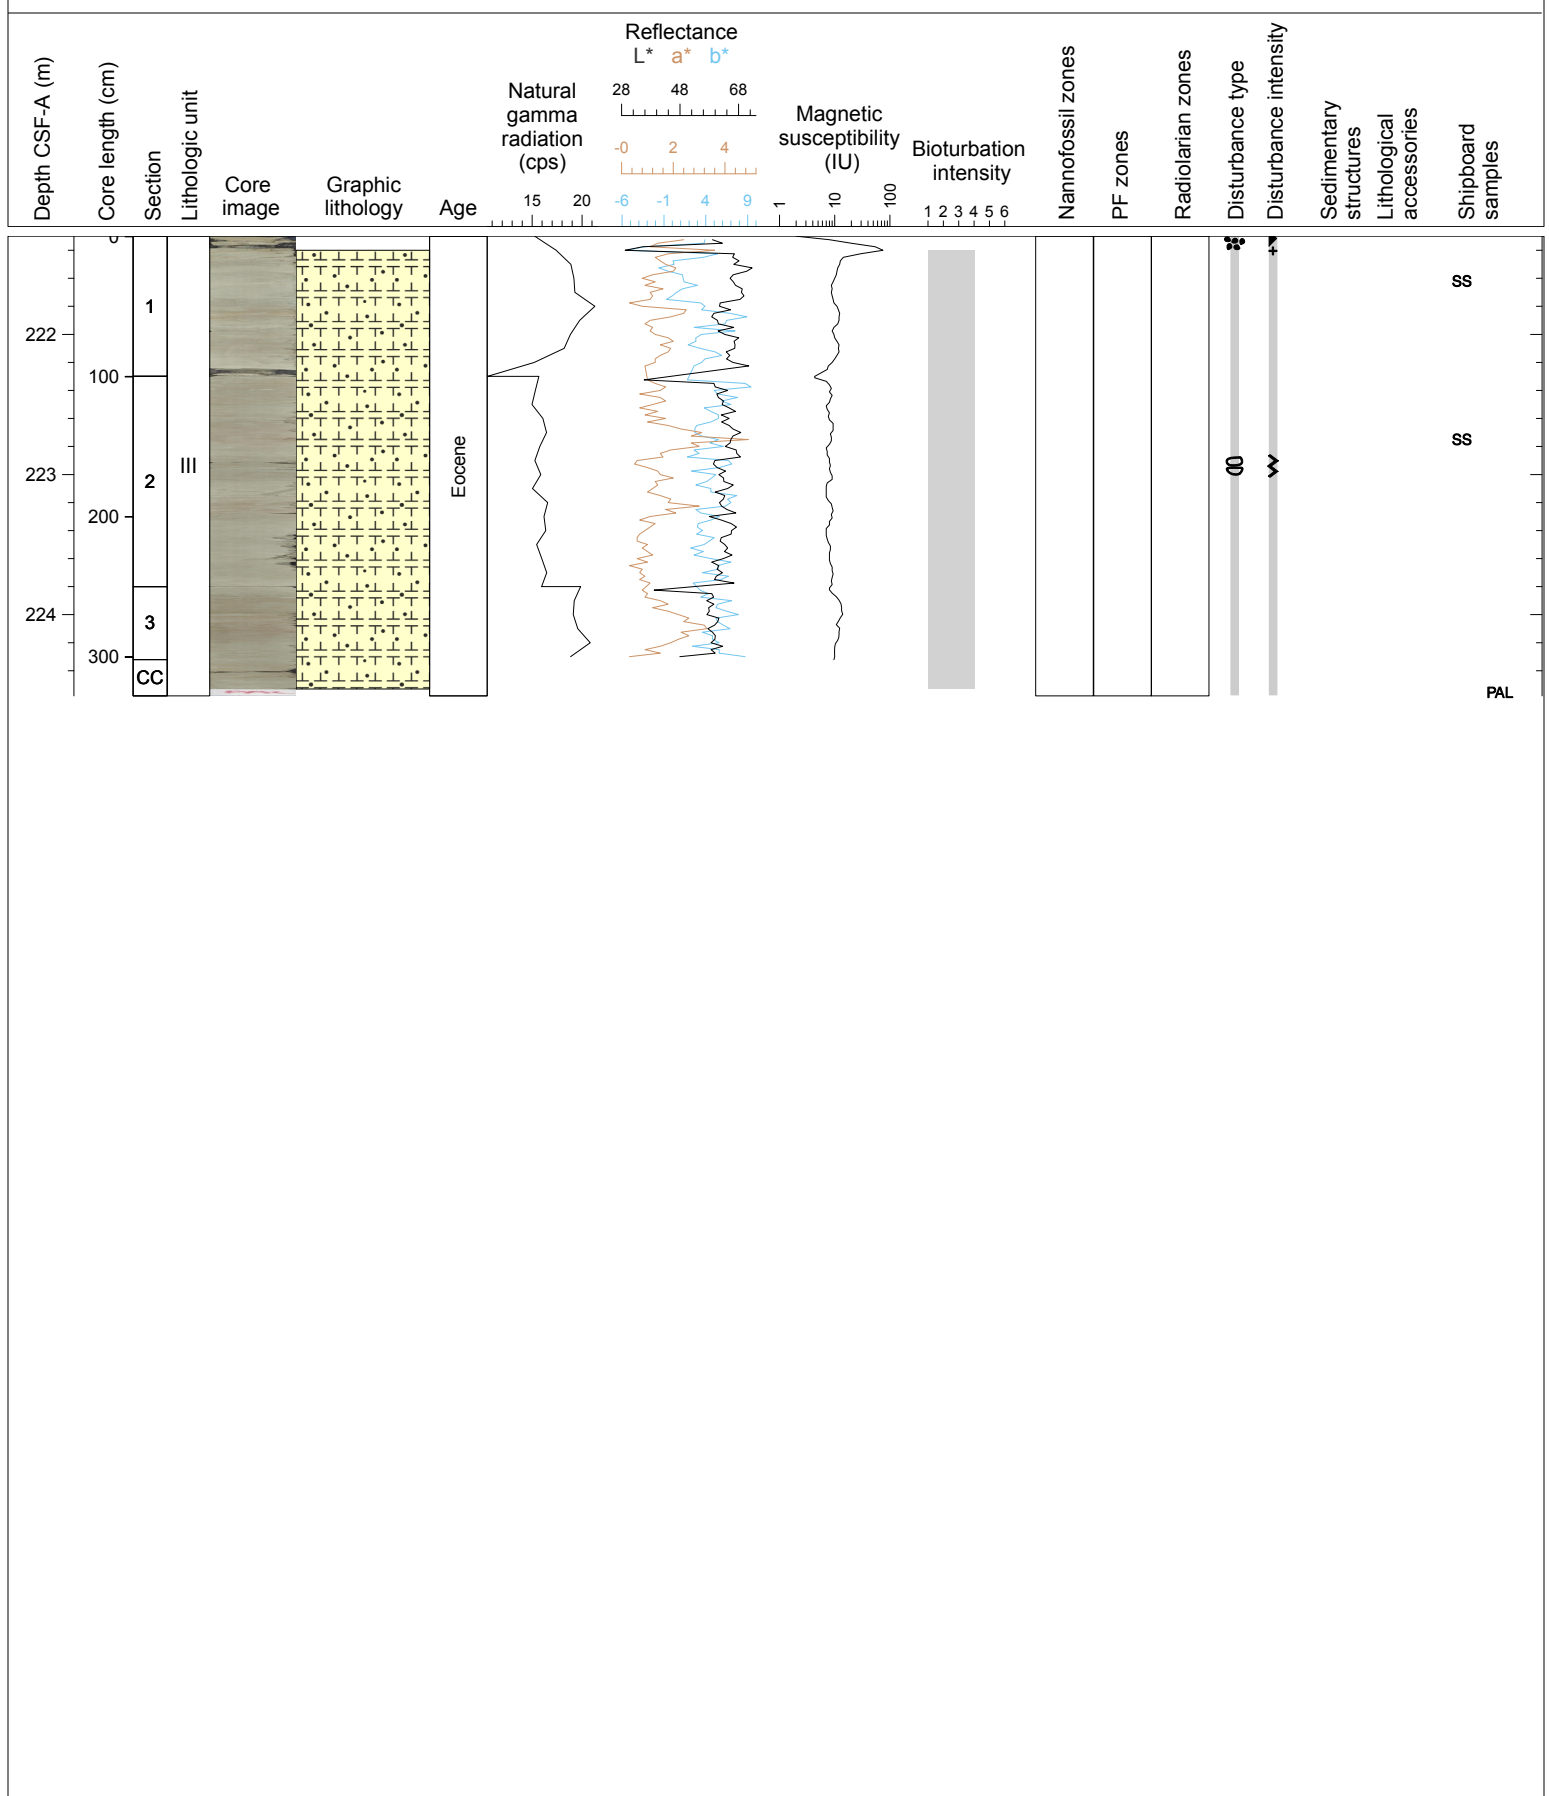 Depth CSF-A (m)
Core length (cm)
Section
Lithologic unit
Core
image
Graphic
lithology
Age
Natural
gamma
radiation
(cps)
15 20
Reflectance
L* a* b*
28 48 68
-0 2 4
-6 -1 4 9
Magnetic
susceptibility
(IU)
1 10 100
Bioturbation
intensity
1 2 3 4 5 6
Nannofossil zones
PF zones
Radiolarian zones
Disturbance type
Disturbance intensity
Sedimentary
structures
Lithological
accessories
Shipboard
samples
0
SS
1
222
100
SS
III
Eocene
223
2
200
224
3
300
CC
PAL